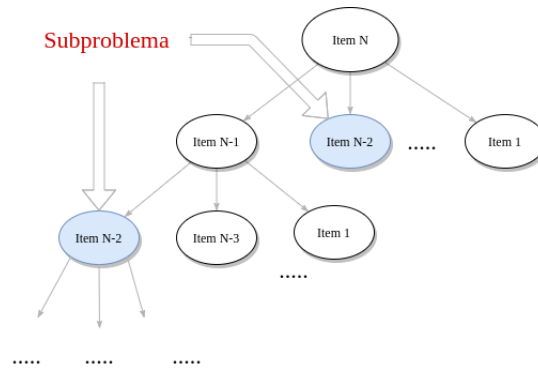 Subproblema
Item N
Item N-1
Item N-2
.....
Item 1
Item N-2
Item N-3
Item 1
.....
.....
.....
.....